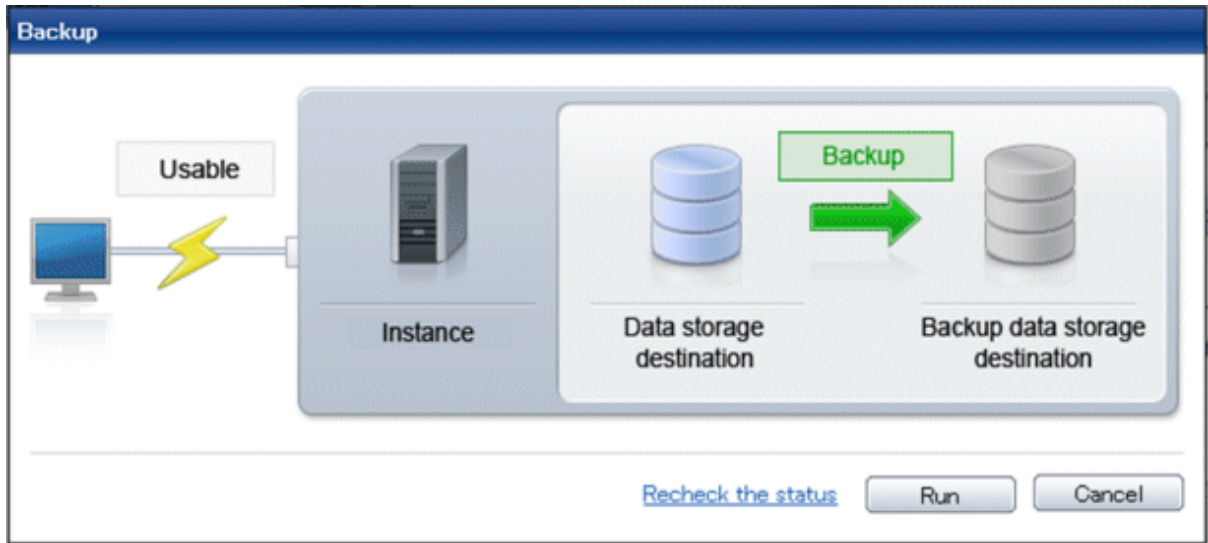 Backup
Usable
Backup
Instance
Data storage
destination
Backup data storage
destination
Recheck the status
Run
Cancel